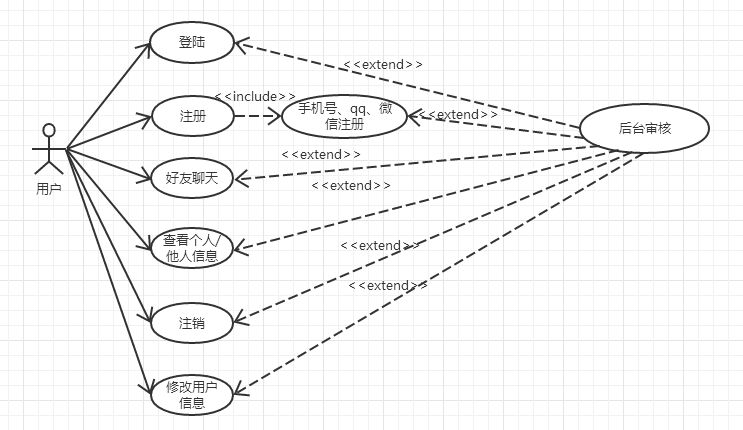 登陆
<<extend>>
<<include>>
注册
手机号、qq、微
信注册
<<extend>>
后台审核
用户
<<extend>>
好友聊天
<<extend>>
查看个人/
他人信息
<<extend>>
<<extend>>
注销
修改用户
信息